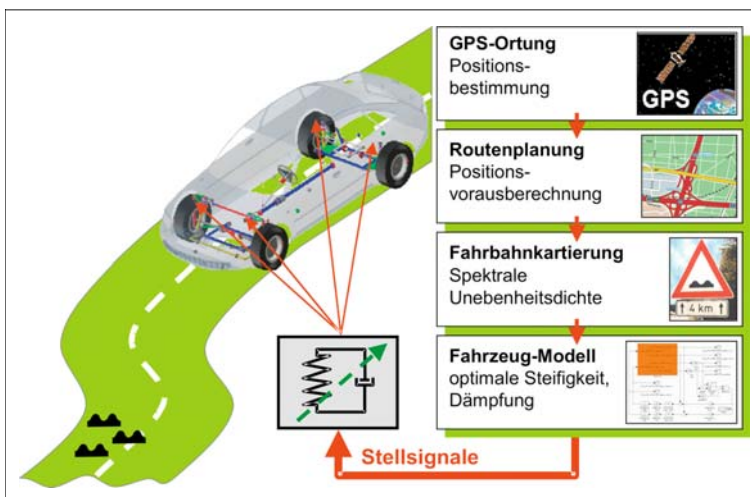 GPS-Ortung
Positions-
bestimmung
GPS
Routenplanung
Positions-
vorausberechnung
Fahrbahnkartierung
Spektrale
Unebenheitsdichte
4 km
Fahrzeug-Modell
optimale Steifigkeit,
Dämpfung
Stellsignale